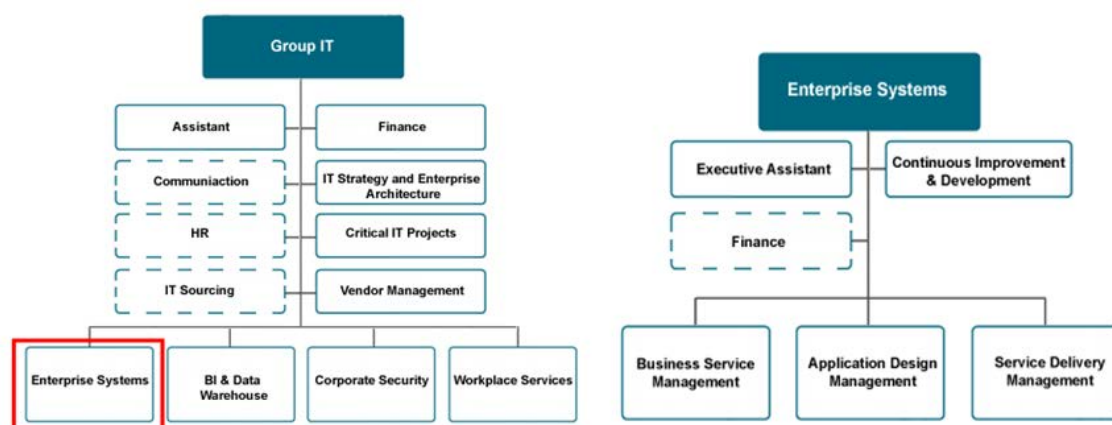 Group IT
Assistant
Finance
Communiaction
IT Strategy and Enterprise
Architecture
HR
Critical IT Projects
IT Sourcing
Vendor Management
Enterprise Systems
BI & Data
Warehouse
Corporate Security
Workplace Services
Enterprise Systems
Executive Assistant
Continuous Improvement
& Development
Finance
Business Service
Management
Application Design
Management
Service Delivery
Management